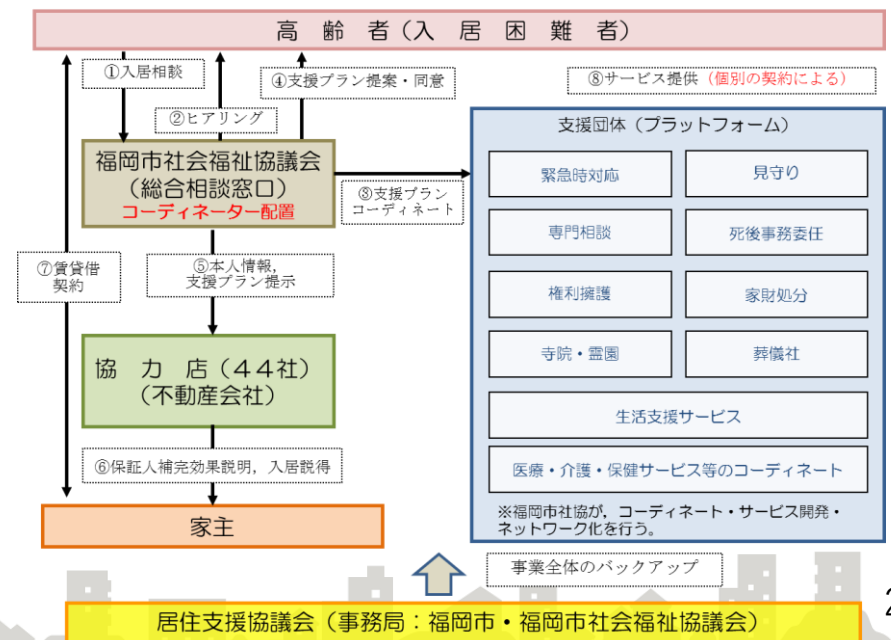 高 齢 者（入 居 困 難 者）
①入居相談
②ヒアリング
④支援プラン提案・同意
⑧サービス提供（個別の契約による）
福岡市社会福祉協議会
（総合相談窓口）
コーディネーター配置
③支援プラン
コーディネート
⑦賃貸借
契約
⑤本人情報，
支援プラン提示
協 力 店（４４社）
（不動産会社）
⑥保証人補完効果説明，入居説得
家主
支援団体（プラットフォーム）
緊急時対応
見守り
専門相談
死後事務委任
権利擁護
家財処分
寺院・霊園
葬儀社
生活支援サービス
医療・介護・保健サービス等のコーディネート
※福岡市社協が，コーディネート・サービス開発・
ネットワーク化を行う。
事業全体のバックアップ
居住支援協議会（事務局：福岡市・福岡市社会福祉協議会）